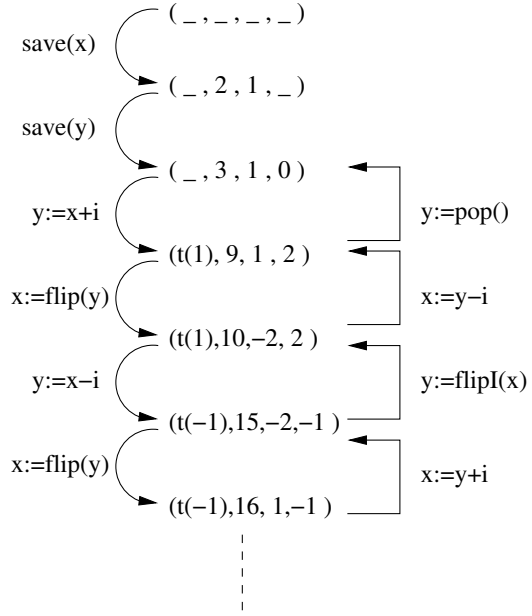 ( _ , _ , _ , _ )
save(x)
( _ , 2 , 1 , _ )
save(y)
( _ , 3 , 1 , 0 )
y:=x+i
y:=pop()
(t(1), 9, 1 , 2 )
x:=flip(y)
x:=y−i
(t(1),10,−2, 2 )
y:=x−i
y:=flipI(x)
(t(−1),15,−2,−1 )
x:=flip(y)
x:=y+i
(t(−1),16, 1,−1 )